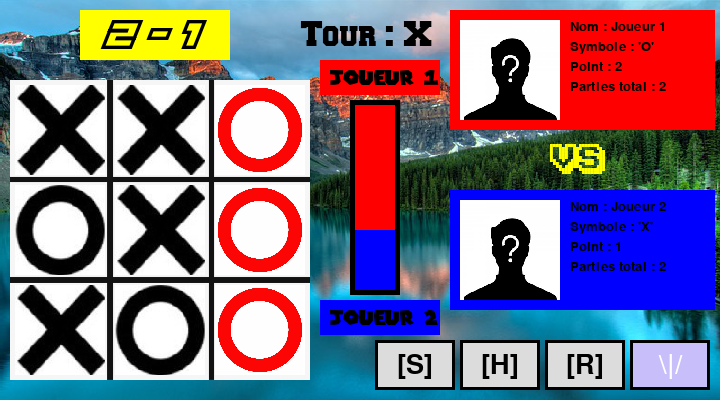 2 - 1
Tour : X
JOUEUR 1
Nom : Joueur 1
Symbole : 'O'
Point : 2
Parties total : 2
VS
Nom : Joueur 2
Symbole : 'X'
Point : 1
Parties total : 2
JOUEUR 2
X X O
O X O
X O O
? 
?
[S] [H] [R] \|/